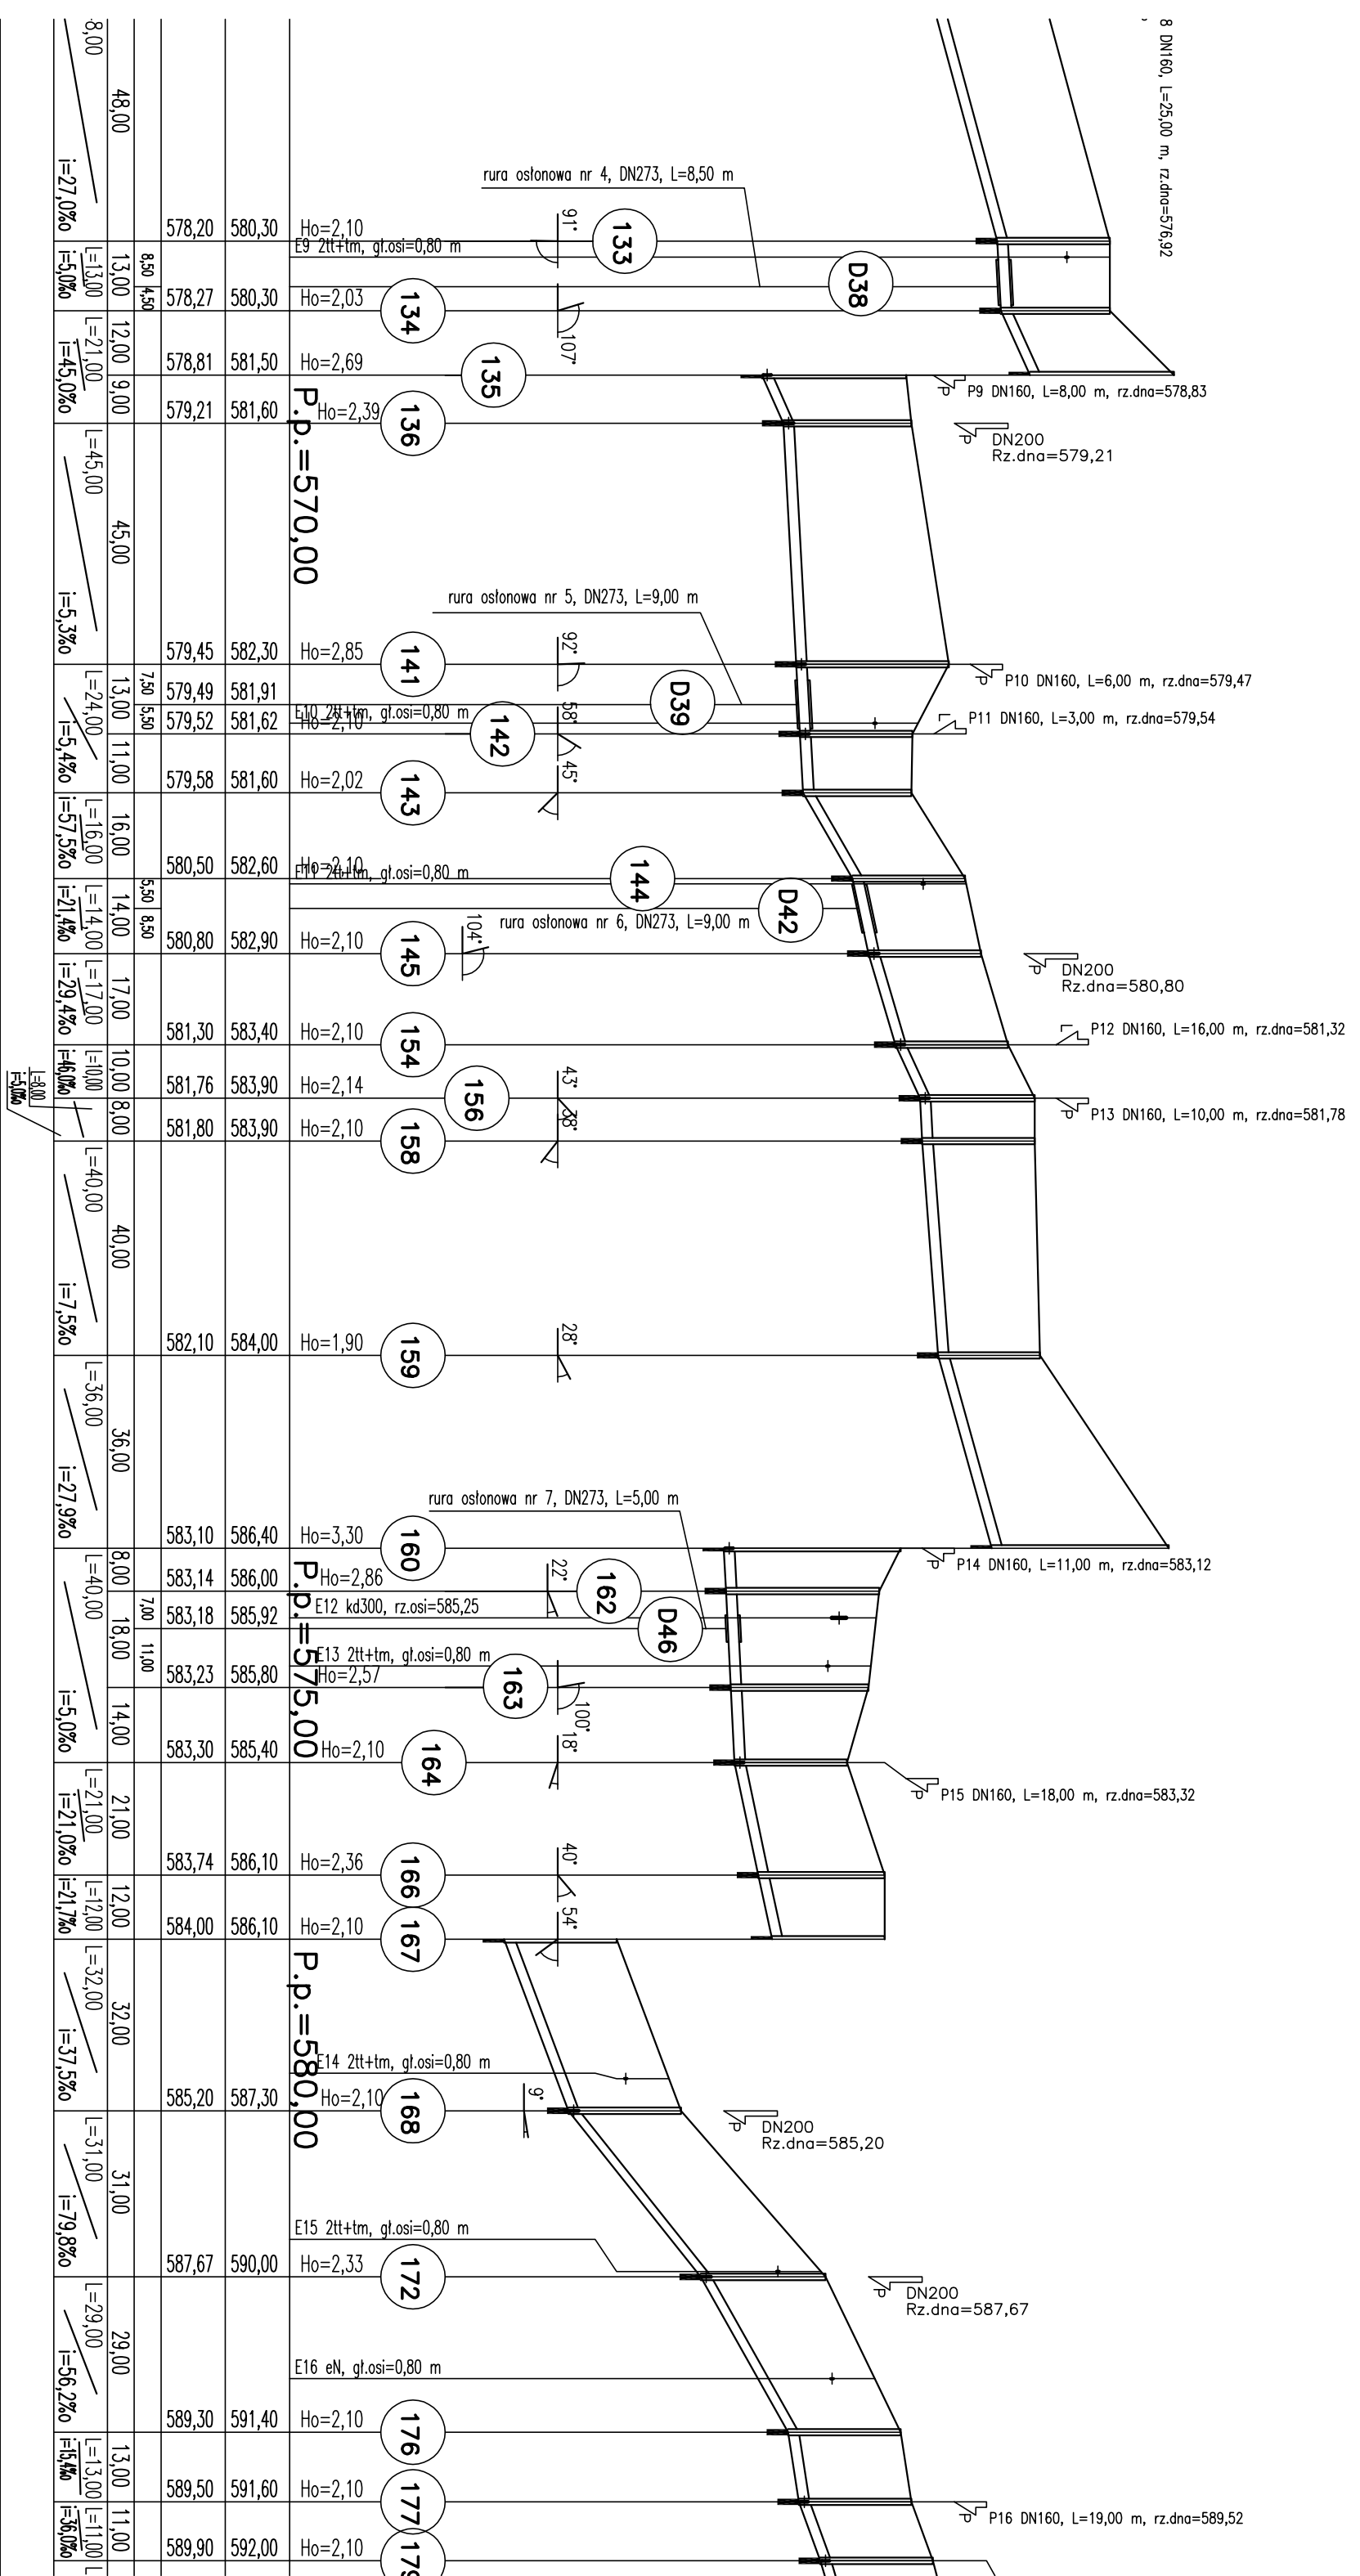 8 DN160, L=25,00 m, rz.dna=576,92
8,00
i=27,0‰
48,00
rura osłonowa nr 4, DN273, L=8,50 m
578,20 580,30 Ho=2,10 91° 133
E9 2tt+tm, gł.osi=0,80 m
D38
L=13,00
i=5,0‰
13,00
8,50 4,50
578,27 580,30 Ho=2,03 134 107°
L=21,00
i=45,0‰
12,00
9,00
578,81 581,50 Ho=2,69 135
P9 DN160, L=8,00 m, rz.dna=578,83
P
579,21 581,60 Ho=2,39 136
P.p.=570,00
P
DN200
Rz.dna=579,21
L=45,00
i=5,3‰
45,00
rura osłonowa nr 5, DN273, L=9,00 m
579,45 582,30 Ho=2,85 141 92°
P
P10 DN160, L=6,00 m, rz.dna=579,47
L=24,00
i=5,4‰
13,00
11,00
7,50 5,50
579,49 581,91 D39
E10 2tt+tm, gł.osi=0,80 m
579,52 581,62 Ho=2,10 142 58°
L
P11 DN160, L=3,00 m, rz.dna=579,54
579,58 581,60 Ho=2,02 143 45°
L=16,00
i=57,5‰
16,00
580,50 582,60 Ho=2,10 144
E11 2tt+tm, gł.osi=0,80 m
D42
rura osłonowa nr 6, DN273, L=9,00 m
L=14,00
i=21,4‰
14,00
5,50 8,50
580,80 582,90 Ho=2,10 145 104°
P
DN200
Rz.dna=580,80
L=17,00
i=29,4‰
17,00
581,30 583,40 Ho=2,10 154
L
P12 DN160, L=16,00 m, rz.dna=581,32
L=10,00
i=46,0‰
10,00
581,76 583,90 Ho=2,14 156 43°
P
P13 DN160, L=10,00 m, rz.dna=581,78
L=8,00
i=5,0‰
8,00
581,80 583,90 Ho=2,10 158 38°
L=40,00
i=7,5‰
40,00
582,10 584,00 Ho=1,90 159 28°
L=36,00
i=27,9‰
36,00
rura osłonowa nr 7, DN273, L=5,00 m
583,10 586,40 Ho=3,30 160
P
P14 DN160, L=11,00 m, rz.dna=583,12
L=40,00
i=5,0‰
8,00
18,00
14,00
7,00 11,00
583,14 586,00 Ho=2,86 162 22°
P.p.=575,00
E12 kd300, rz.osi=585,25
583,18 585,92 D46
E13 2tt+tm, gł.osi=0,80 m
583,23 585,80 Ho=2,57 163 100°
583,30 585,40 Ho=2,10 164 18°
P
P15 DN160, L=18,00 m, rz.dna=583,32
L=21,00
i=21,0‰
21,00
583,74 586,10 Ho=2,36 166 40°
L=12,00
i=21,7‰
12,00
584,00 586,10 Ho=2,10 167 54°
P.p.=580,00
L=32,00
i=37,5‰
32,00
E14 2tt+tm, gł.osi=0,80 m
585,20 587,30 Ho=2,10 168 9°
P
DN200
Rz.dna=585,20
L=31,00
i=79,8‰
31,00
E15 2tt+tm, gł.osi=0,80 m
587,67 590,00 Ho=2,33 172
P
DN200
Rz.dna=587,67
L=29,00
i=56,2‰
29,00
E16 eN, gł.osi=0,80 m
589,30 591,40 Ho=2,10 176
L=13,00
i=15,4‰
13,00
589,50 591,60 Ho=2,10 177
P
P16 DN160, L=19,00 m, rz.dna=589,52
L=11,00
i=36,0‰
11,00
589,90 592,00 Ho=2,10 179
L